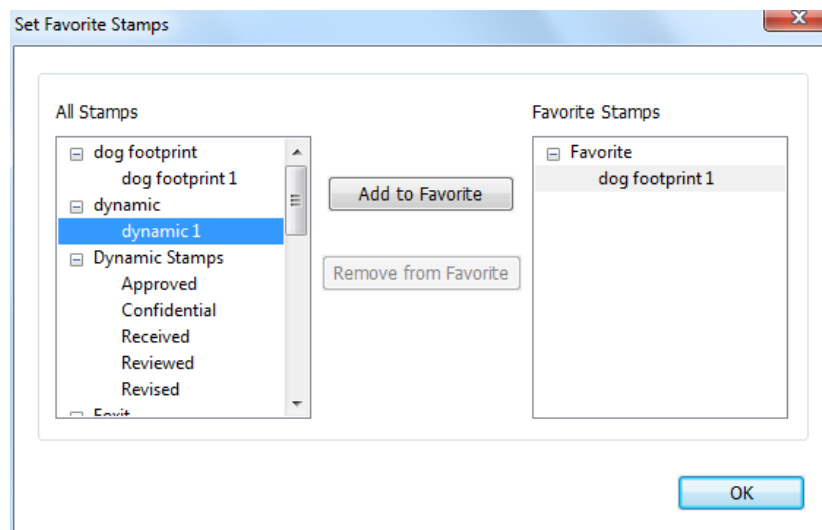 Set Favorite Stamps
All Stamps
dog footprint
dog footprint 1
dynamic
dynamic 1
Dynamic Stamps
Approved
Confidential
Received
Reviewed
Revised
Foxit
Add to Favorite
Remove from Favorite
Favorite Stamps
Favorite
dog footprint 1
OK